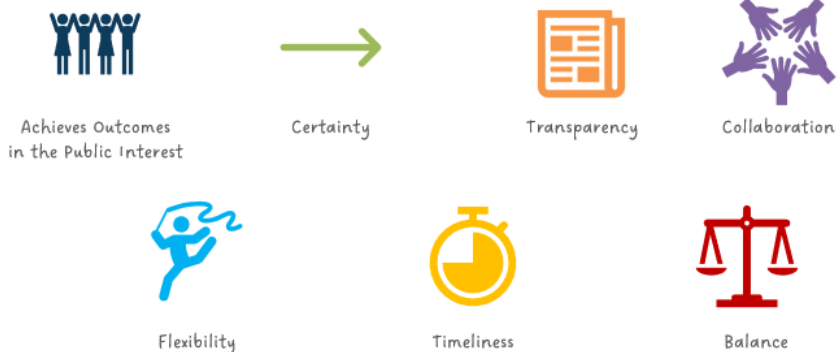 Achieves Outcomes
in the Public Interest
Certainty
Transparency
Collaboration
Flexibility
Timeliness
Balance